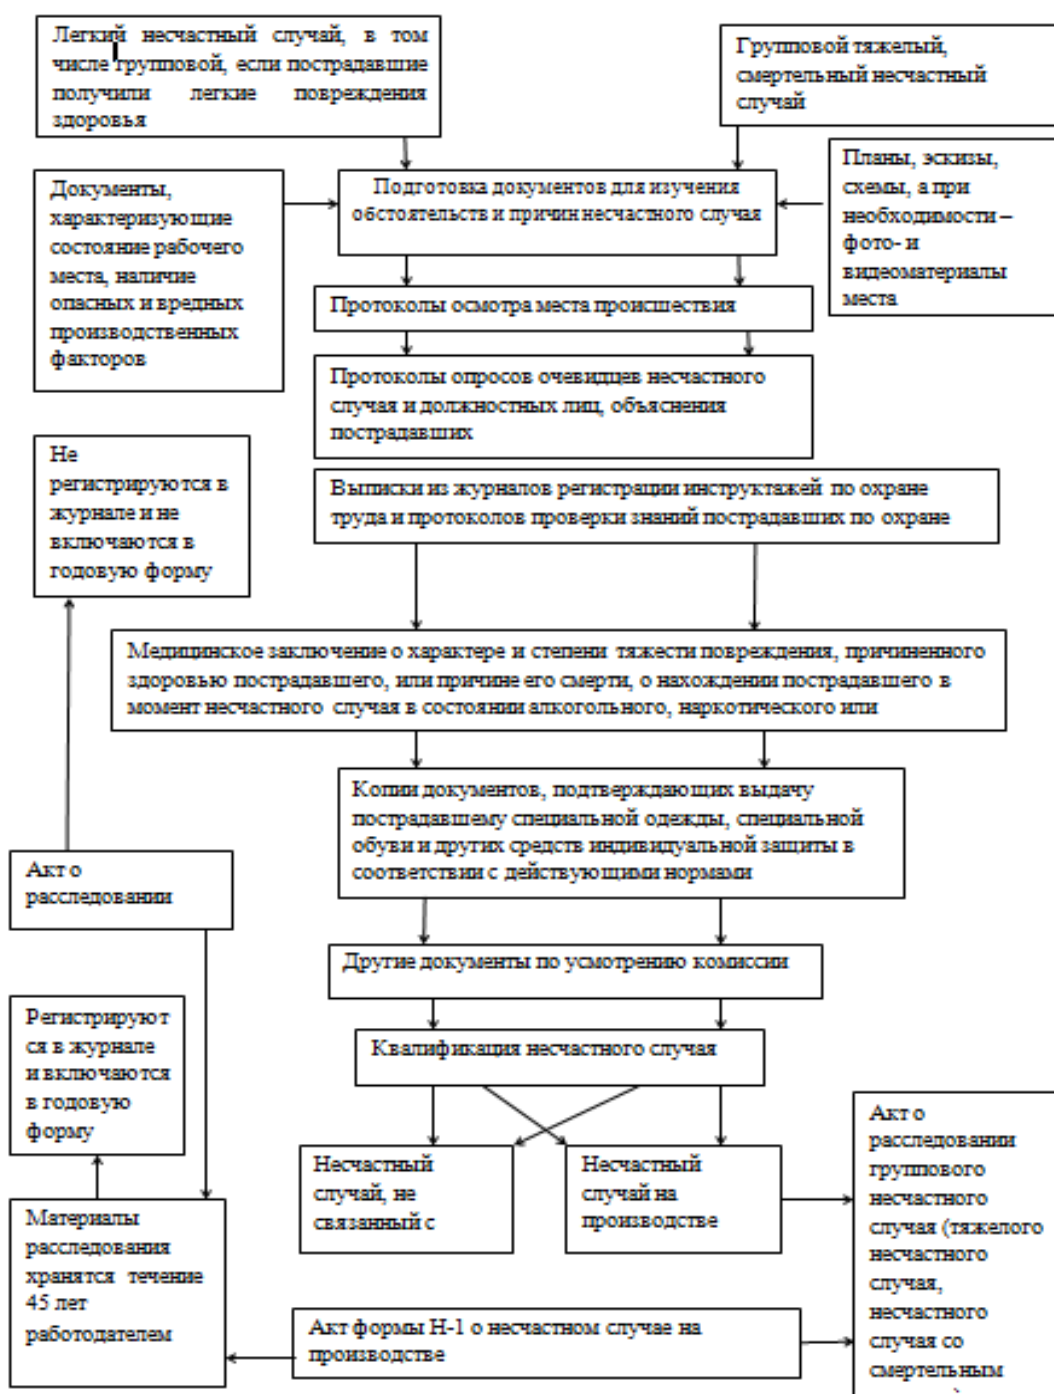 Легкий несчастный случай, в том
числе групповой, если пострадавшие
получили легкие повреждения
здоровья
Групповой тяжелый,
смертельный несчастный
случай
Документы,
характеризующие
состояние рабочего
места, наличие
опасных и вредных
производственных
факторов
Подготовка документов для изучения
обстоятельств и причин несчастного случая
Планы, эскизы,
схемы, а при
необходимости –
фото- и
видеоматериалы
места
Протоколы осмотра места происшествия
Протоколы опросов очевидцев несчастного
случая и должностных лиц, объяснения
пострадавших
Не
регистрируются в
журнале и не
включаются в
годовую форму
Выписки из журналов регистрации инструктажей по охране
труда и протоколов проверки знаний пострадавших по охране
Медицинское заключение о характере и степени тяжести повреждения, причиненного
здоровью пострадавшего, или причине его смерти, о нахождении пострадавшего в
момент несчастного случая в состоянии алкогольного, наркотического или
Копии документов, подтверждающих выдачу
пострадавшему специальной одежды, специальной
обуви и других средств индивидуальной защиты в
соответствии с действующими нормами
Акт о
расследовании
Другие документы по усмотрению комиссии
Регистрируют
ся в журнале
и включаются
в годовую
форму
Квалификация несчастного случая
Несчастный
случай, не
связанный с
Несчастный
случай на
производстве
Акт о
расследовании
группового
несчастного
случая (тяжелого
несчастного
случая,
несчастного
случая со
смертельным
Материалы
расследования
хранятся течение
45 лет
работодателем
Акт формы Н-1 о несчастном случае на
производстве